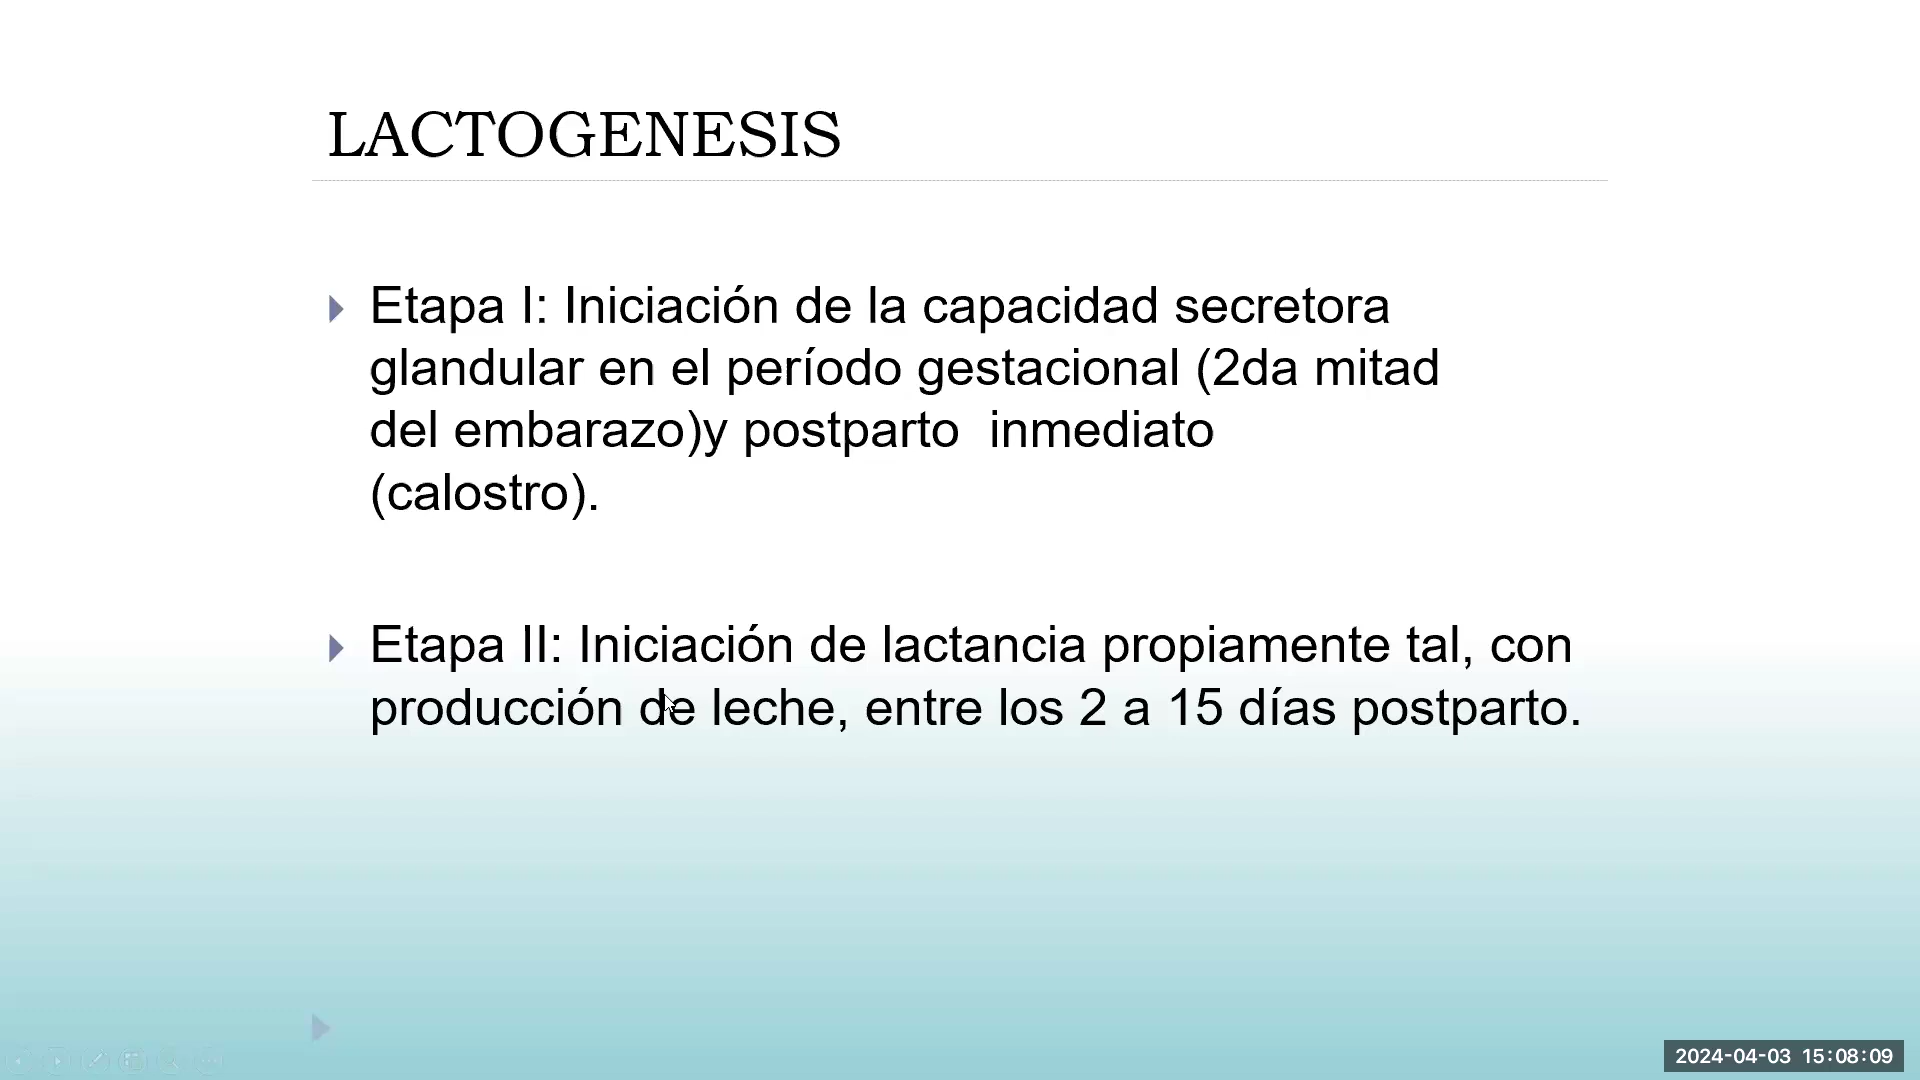 LACTOGENESIS
Etapa I: Iniciación de la capacidad secretora
glandular en el período gestacional (2da mitad
del embarazo)y postparto  inmediato
(calostro).
Etapa II: Iniciación de lactancia propiamente tal, con
producción de leche, entre los 2 a 15 días postparto.
2024-04-03 15:08:09